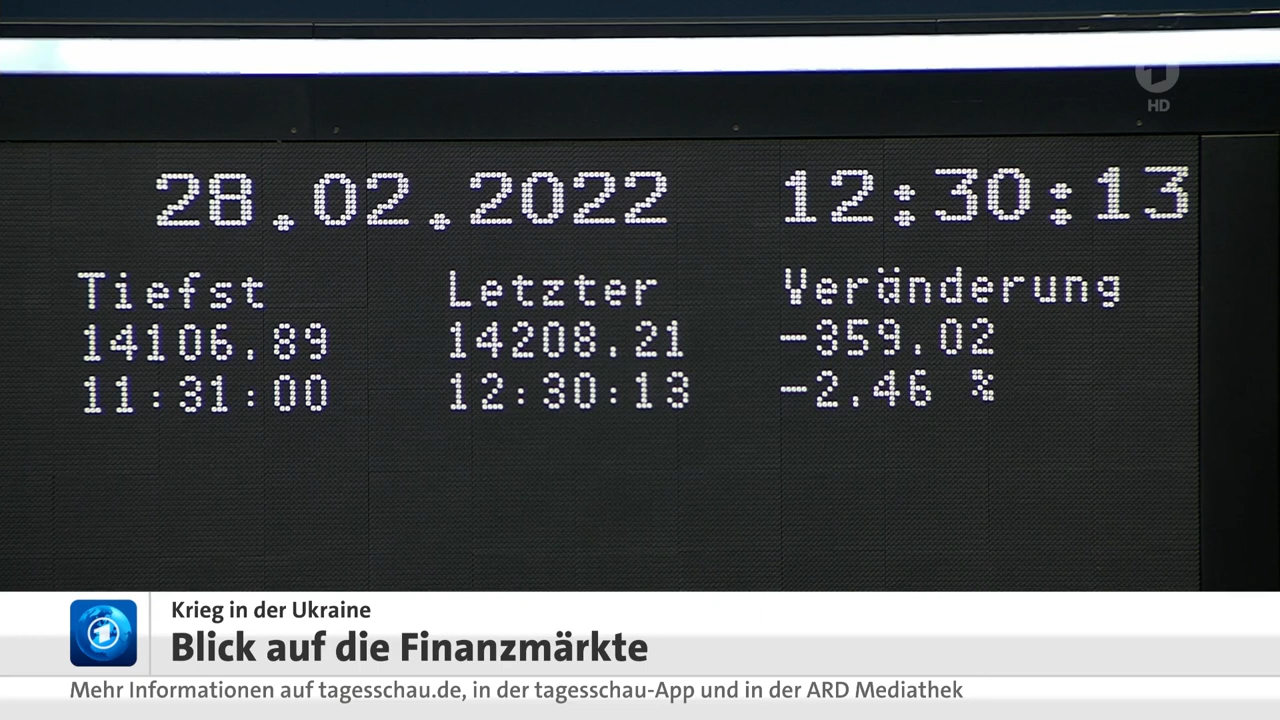 HD
28.02.2022 12:30:13
Tiefst Letzter Veränderung
14106.89 14208.21 -359.02
11:31:00 12:30:13 -2.46 %
Krieg in der Ukraine
Blick auf die Finanzmärkte
Mehr Informationen auf tagesschau.de, in der tagesschau-App und in der ARD Mediathek